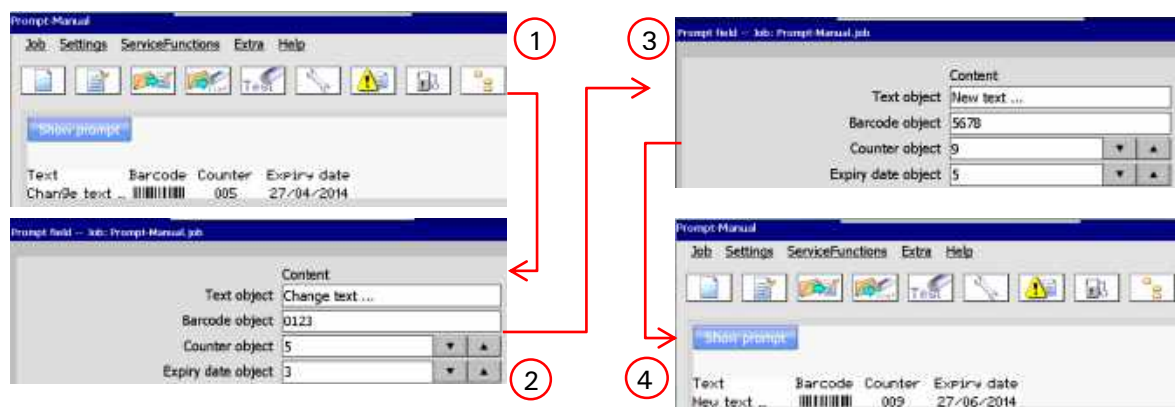 Prompt-Manual
Job Settings ServiceFunctions Extra Help
1
Test
Show prompt
Text Barcode Counter Expiry date
Change text ... 005 27/04/2014
Prompt field -- Job: Prompt-Manual.job
Content
Text object Change text ...
Barcode object 0123
Counter object 5
Expiry date object 3
2
3
Prompt field -- Job: Prompt-Manual.job
Content
Text object New text ...
Barcode object 5678
Counter object 9
Expiry date object 5
Prompt-Manual
Job Settings ServiceFunctions Extra Help
Test
Show prompt
4
Text Barcode Counter Expiry date
New text ... 009 27/06/2014